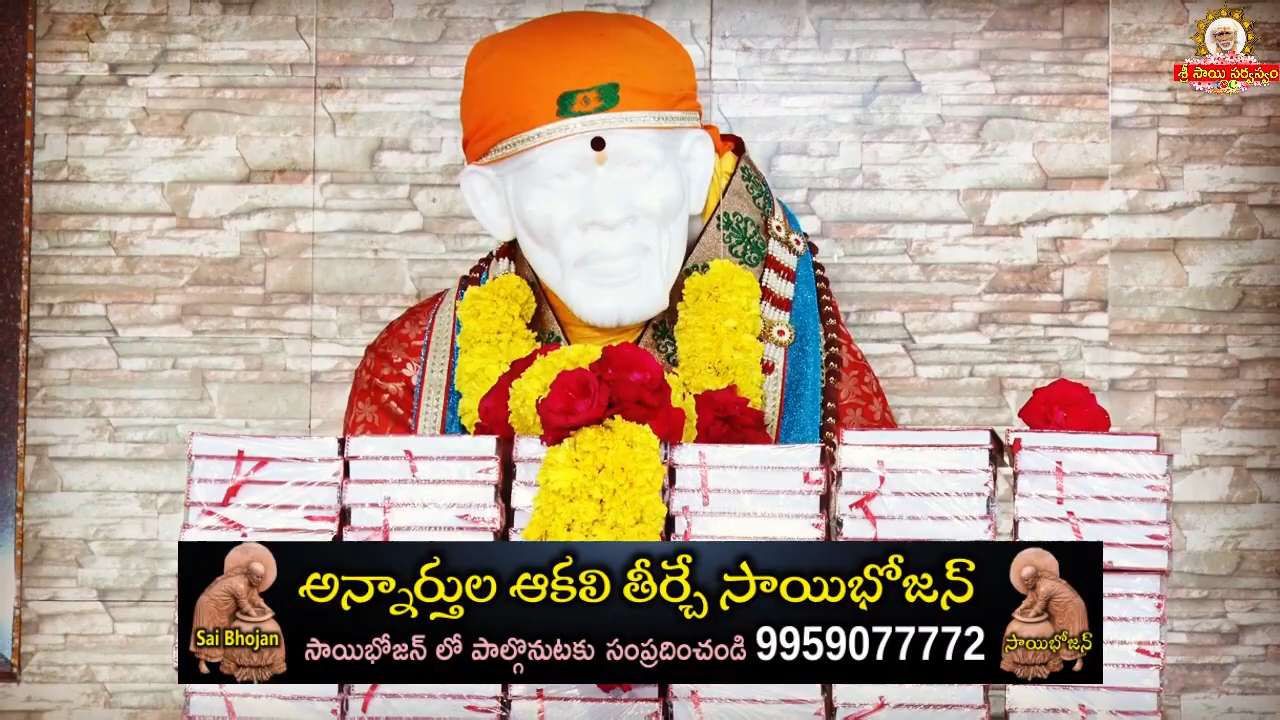 శ్రీ సాయి సర్వస్వం
అన్నార్తుల ఆకలి తీర్చే సాయిభోజన్
Sai Bhojan
సాయిభోజన్ లో పాల్గొనుటకు సంప్రదించండి 9959077772
సాయిభోజన్